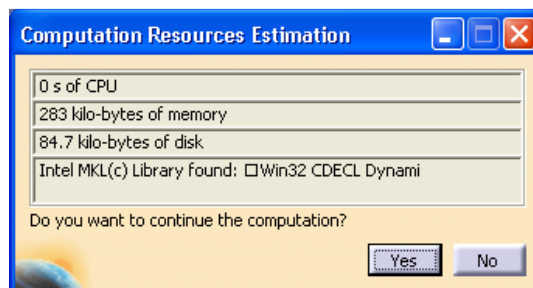 Computation Resources Estimation
0 s of CPU
283 kilo-bytes of memory
84.7 kilo-bytes of disk
Intel MKL(c) Library found: □Win32 CDECL Dynami
Do you want to continue the computation?
Yes No